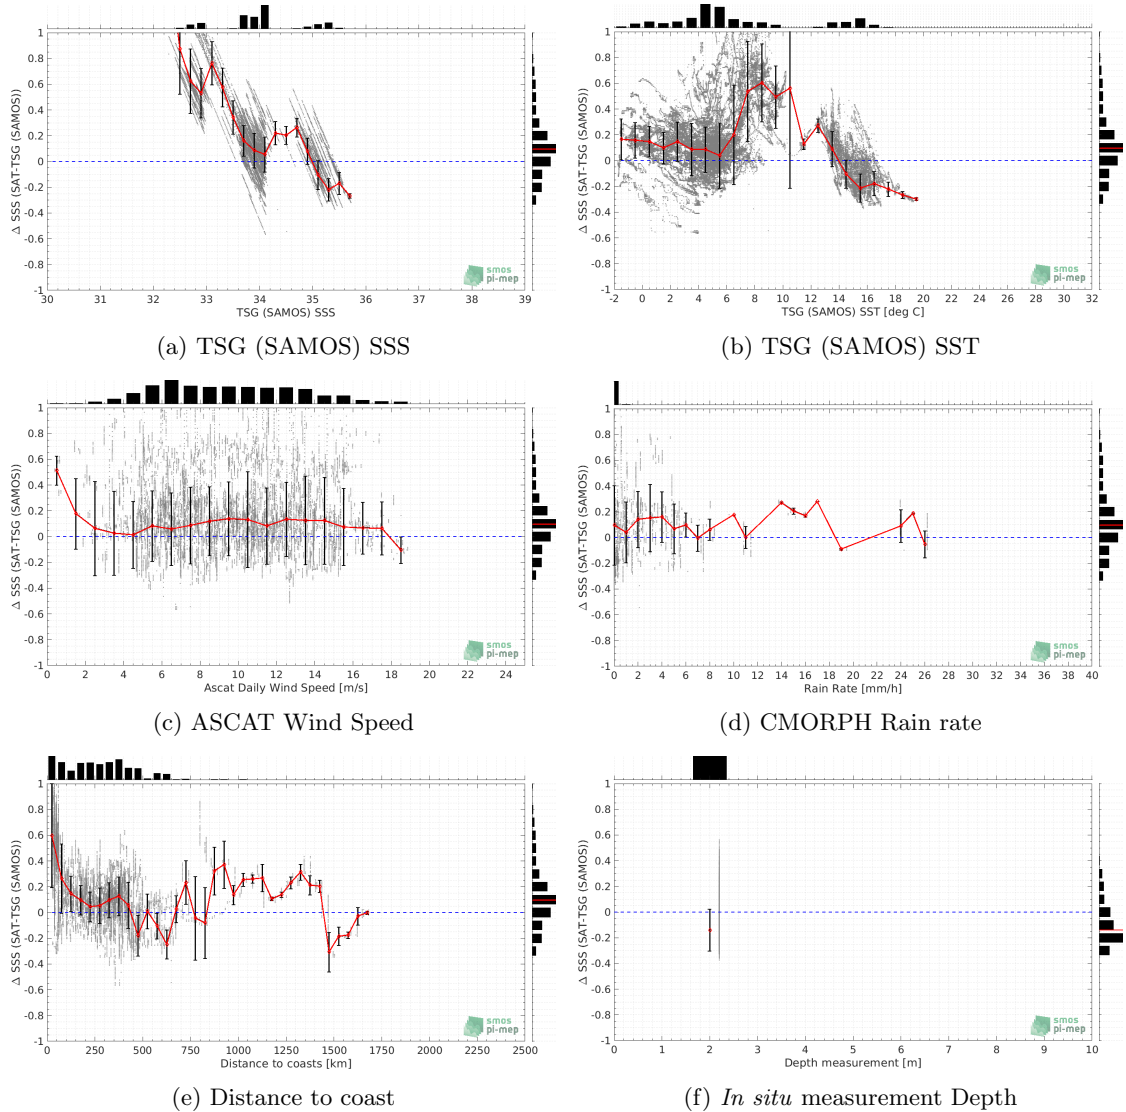 1
0.8
0.6
0.4
0.2
0
-0.2
-0.4
-0.6
-0.8
-1
Δ SSS (SAT-TSG (SAMOS))
30 31 32 33 34 35 36 37 38 39
TSG (SAMOS) SSS
smos
pi-mep
(a) TSG (SAMOS) SSS
1
0.8
0.6
0.4
0.2
0
-0.2
-0.4
-0.6
-0.8
-1
Δ SSS (SAT-TSG (SAMOS))
-2 0 2 4 6 8 10 12 14 16 18 20 22 24 26 28 30 32
TSG (SAMOS) SST [deg C]
smos
pi-mep
(b) TSG (SAMOS) SST
1
0.8
0.6
0.4
0.2
0
-0.2
-0.4
-0.6
-0.8
-1
Δ SSS (SAT-TSG (SAMOS))
0 2 4 6 8 10 12 14 16 18 20 22 24
Ascat Daily Wind Speed [m/s]
smos
pi-mep
(c) ASCAT Wind Speed
1
0.8
0.6
0.4
0.2
0
-0.2
-0.4
-0.6
-0.8
-1
Δ SSS (SAT-TSG (SAMOS))
0 2 4 6 8 10 12 14 16 18 20 22 24 26 28 30 32 34 36 38 40
Rain Rate [mm/h]
smos
pi-mep
(d) CMORPH Rain rate
1
0.8
0.6
0.4
0.2
0
-0.2
-0.4
-0.6
-0.8
-1
Δ SSS (SAT-TSG (SAMOS))
0 250 500 750 1000 1250 1500 1750 2000 2250 2500
Distance to coasts [km]
smos
pi-mep
(e) Distance to coast
1
0.8
0.6
0.4
0.2
0
-0.2
-0.4
-0.6
-0.8
-1
Δ SSS (SAT-TSG (SAMOS))
0 1 2 3 4 5 6 7 8 9 10
Depth measurement [m]
smos
pi-mep
(f) In situ measurement Depth